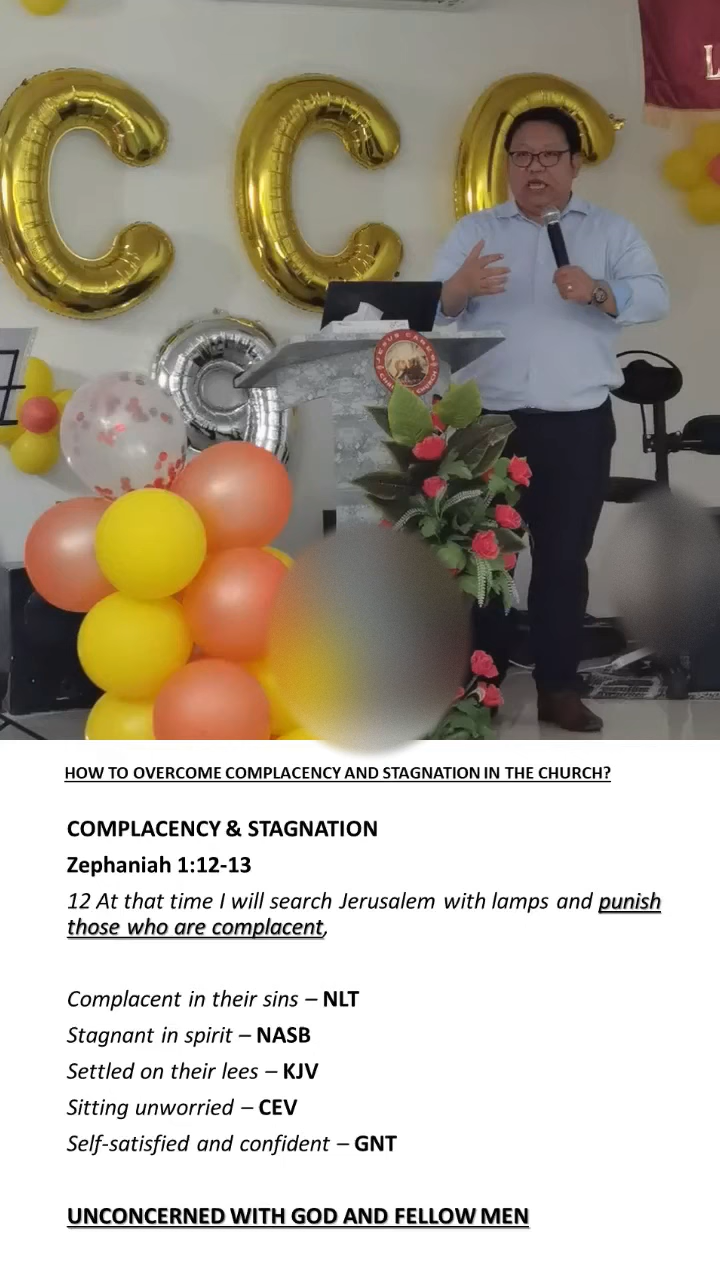 C C C
L
JESUS CARES
CHURCH
HOW TO OVERCOME COMPLACENCY AND STAGNATION IN THE CHURCH?
COMPLACENCY & STAGNATION
Zephaniah 1:12-13
12 At that time I will search Jerusalem with lamps and punish
those who are complacent,
Complacent in their sins – NLT
Stagnant in spirit – NASB
Settled on their lees – KJV
Sitting unworried – CEV
Self-satisfied and confident – GNT
UNCONCERNED WITH GOD AND FELLOW MEN